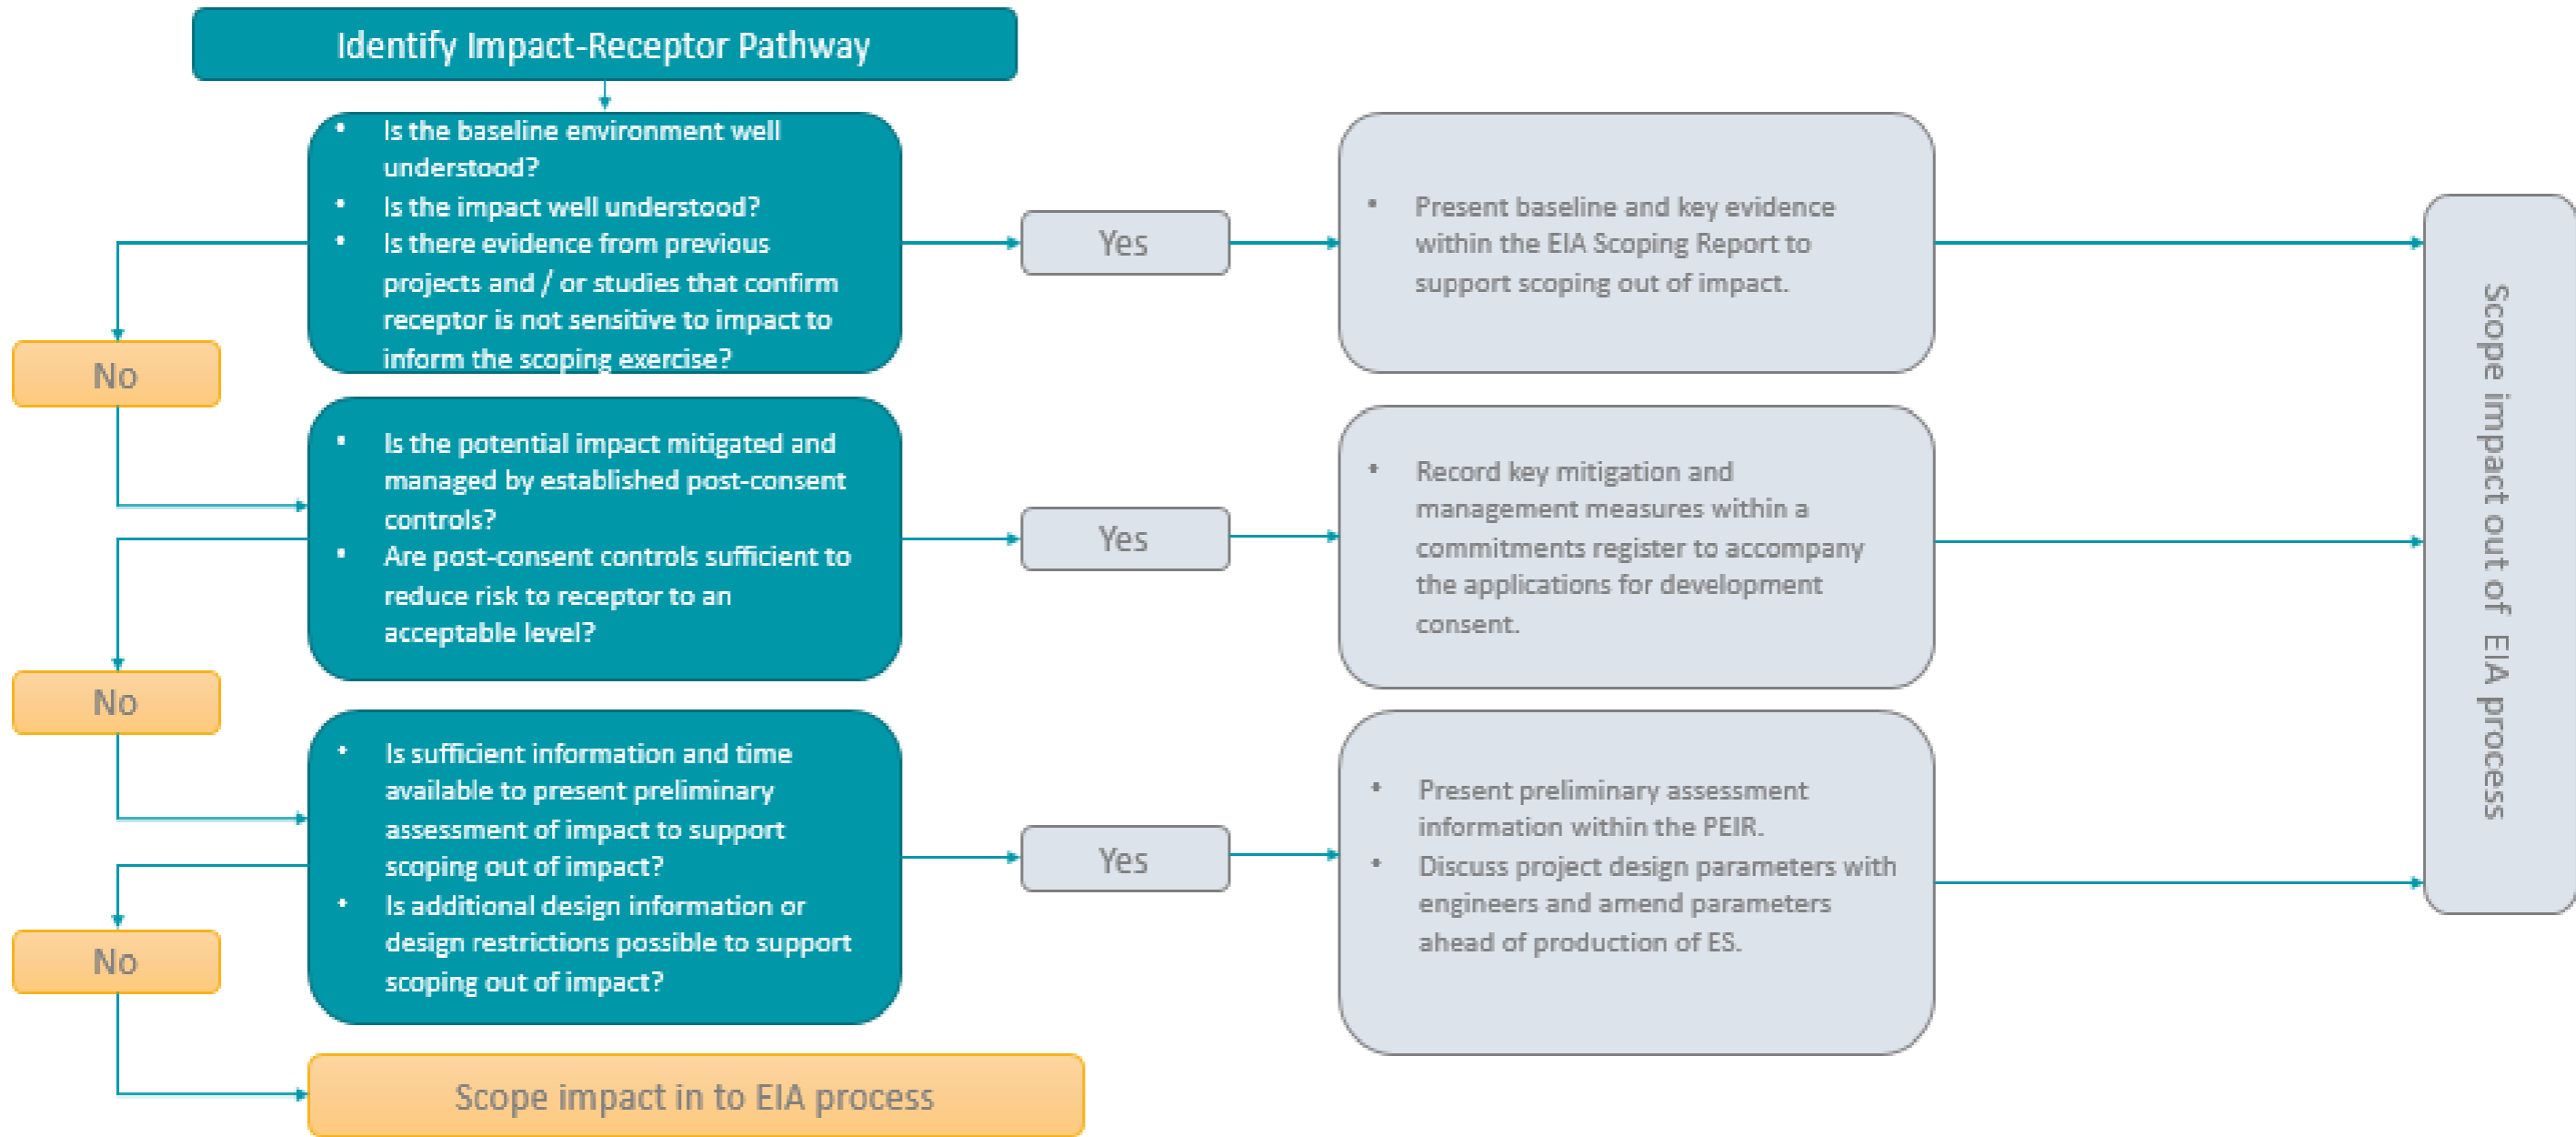 Identify Impact-Receptor Pathway
• Is the baseline environment well
understood?
• Is the impact well understood?
• Is there evidence from previous
projects and / or studies that confirm
receptor is not sensitive to impact to
inform the scoping exercise?
Yes
• Present baseline and key evidence
within the EIA Scoping Report to
support scoping out of impact.
No
• Is the potential impact mitigated and
managed by established post-consent
controls?
• Are post-consent controls sufficient to
reduce risk to receptor to an
acceptable level?
Yes
• Record key mitigation and
management measures within a
commitments register to accompany
the applications for development
consent.
No
• Is sufficient information and time
available to present preliminary
assessment of impact to support
scoping out of impact?
• Is additional design information or
design restrictions possible to support
scoping out of impact?
Yes
• Present preliminary assessment
information within the PEIR.
• Discuss project design parameters with
engineers and amend parameters
ahead of production of ES.
No
Scope impact in to EIA process
Scope impact out of EIA process